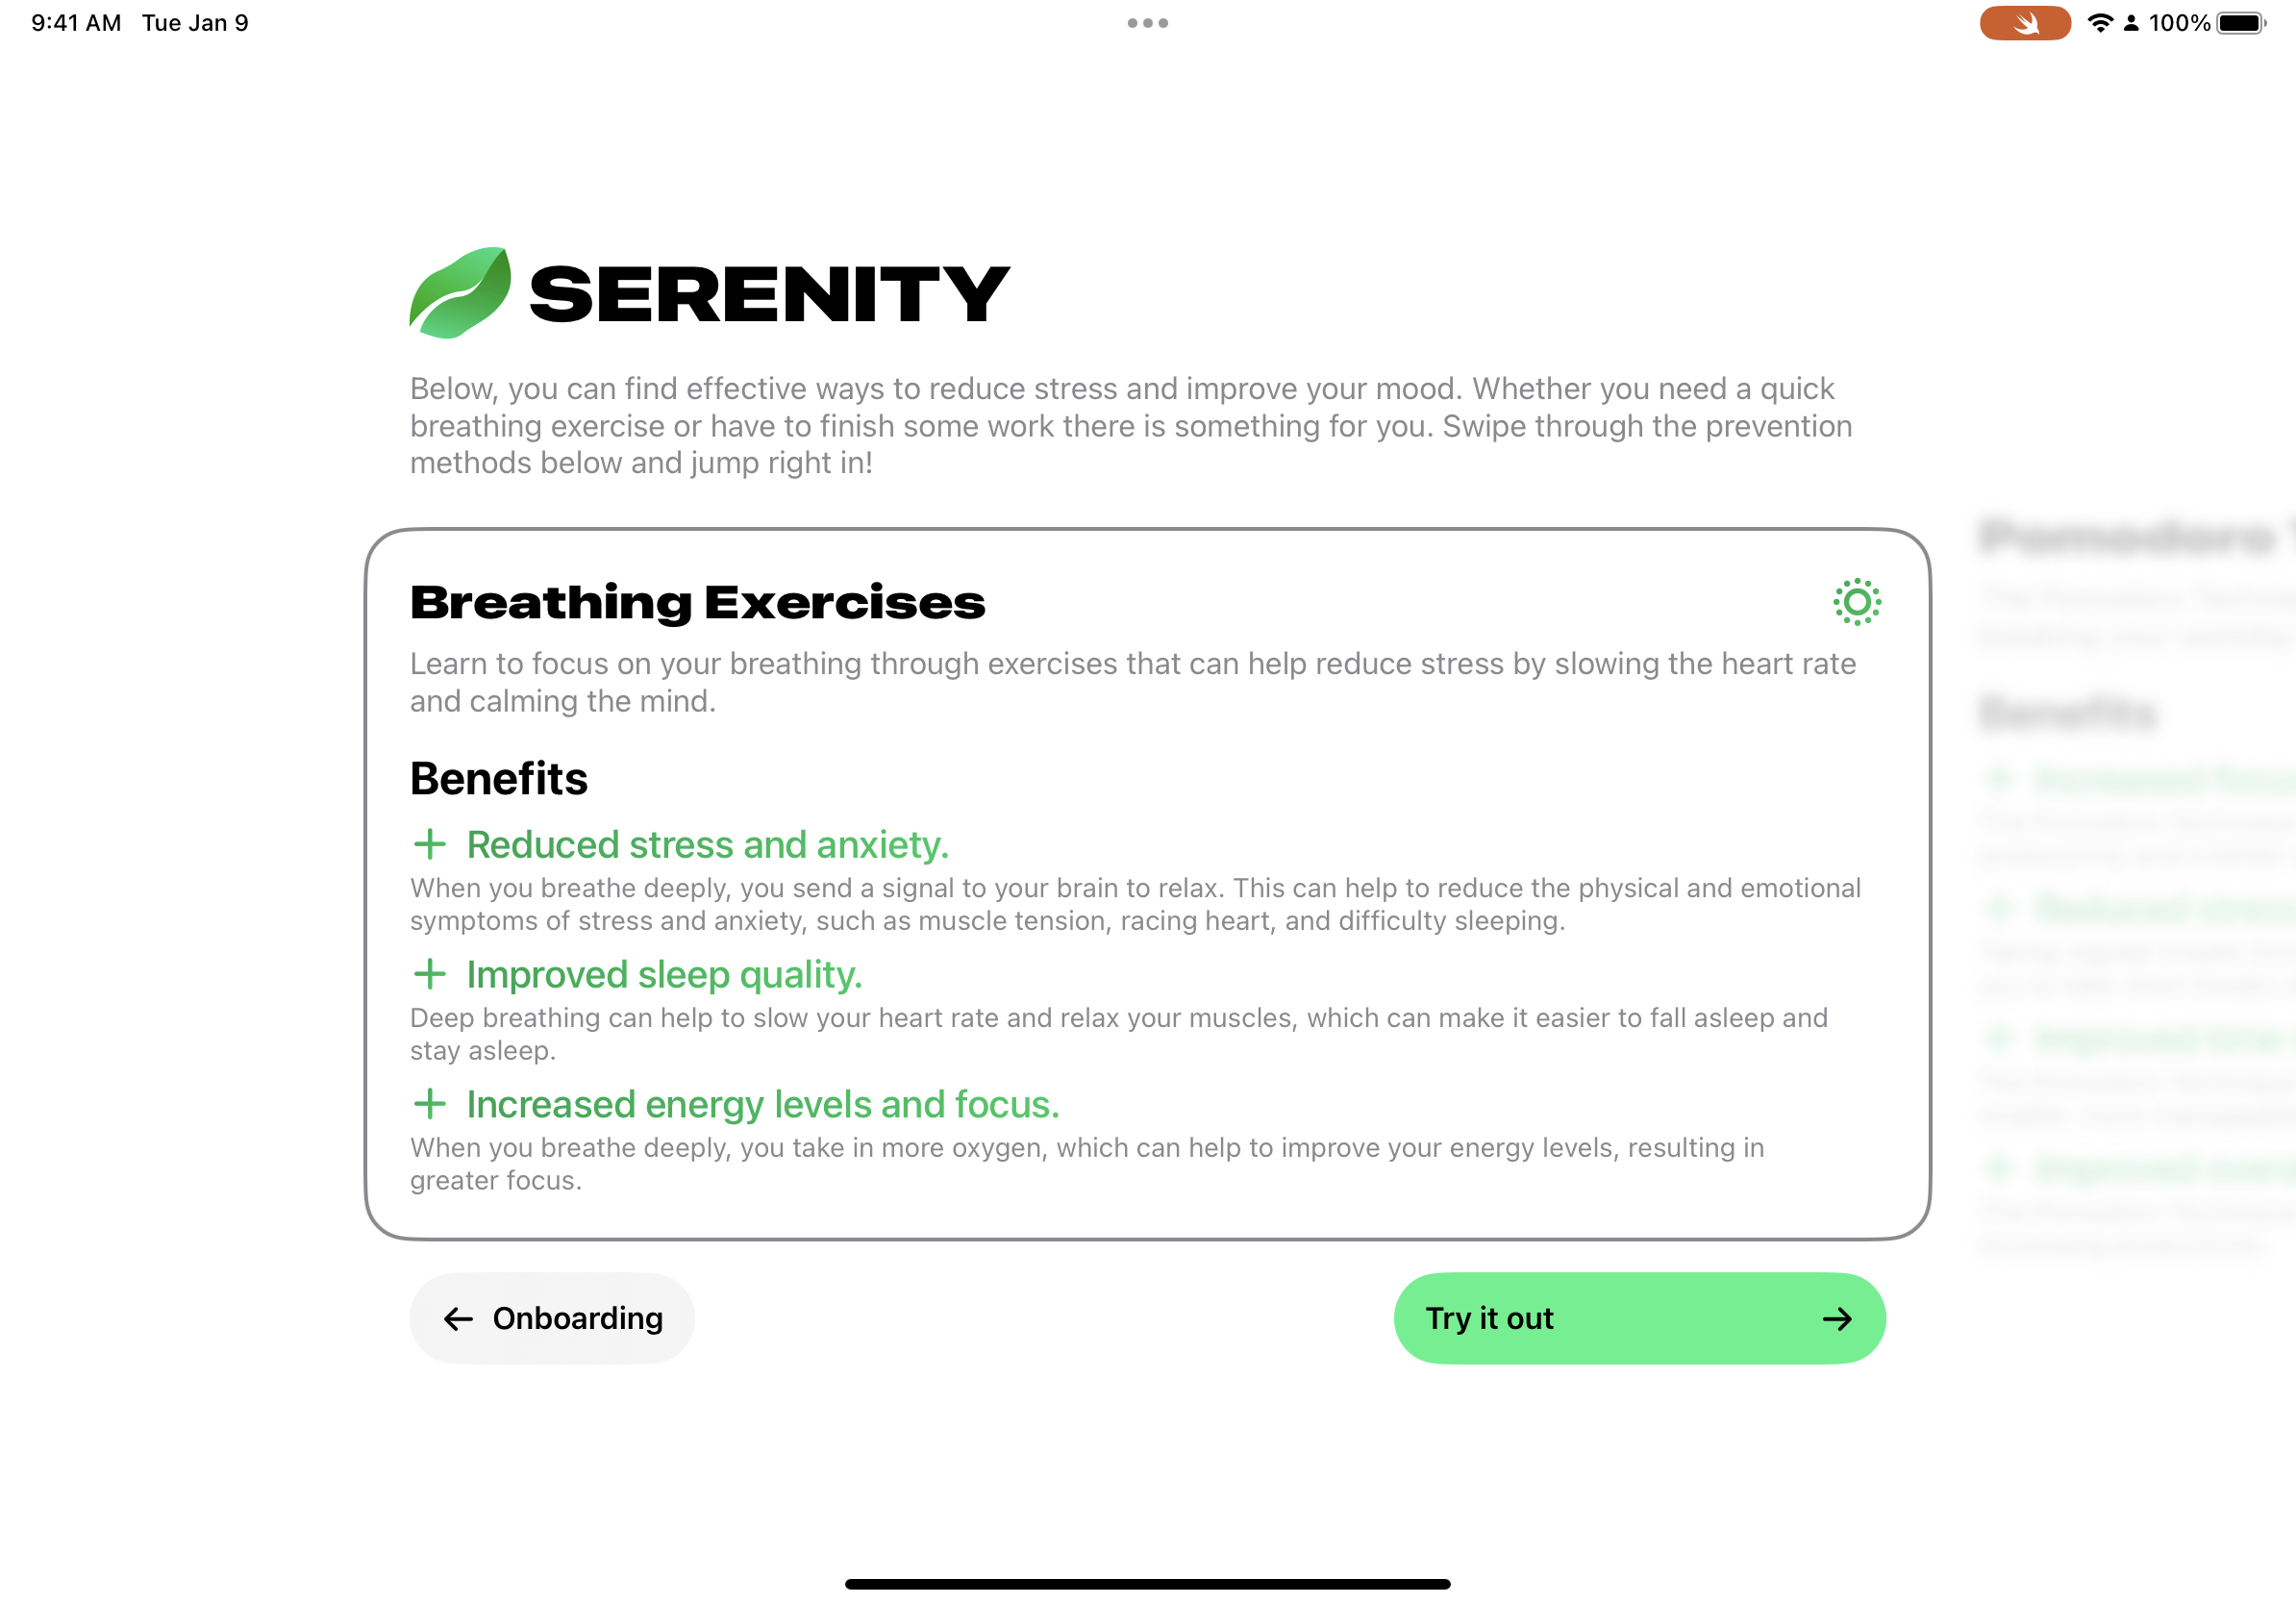 9:41 AM Tue Jan 9
100%
SERENITY
Below, you can find effective ways to reduce stress and improve your mood. Whether you need a quick
breathing exercise or have to finish some work there is something for you. Swipe through the prevention
methods below and jump right in!
Breathing Exercises
Learn to focus on your breathing through exercises that can help reduce stress by slowing the heart rate
and calming the mind.
Benefits
+ Reduced stress and anxiety.
When you breathe deeply, you send a signal to your brain to relax. This can help to reduce the physical and emotional
symptoms of stress and anxiety, such as muscle tension, racing heart, and difficulty sleeping.
+ Improved sleep quality.
Deep breathing can help to slow your heart rate and relax your muscles, which can make it easier to fall asleep and
stay asleep.
+ Increased energy levels and focus.
When you breathe deeply, you take in more oxygen, which can help to improve your energy levels, resulting in
greater focus.
← Onboarding
Try it out →
Pomodoro
Benefits
Increased
Reduced
Improved
Improved